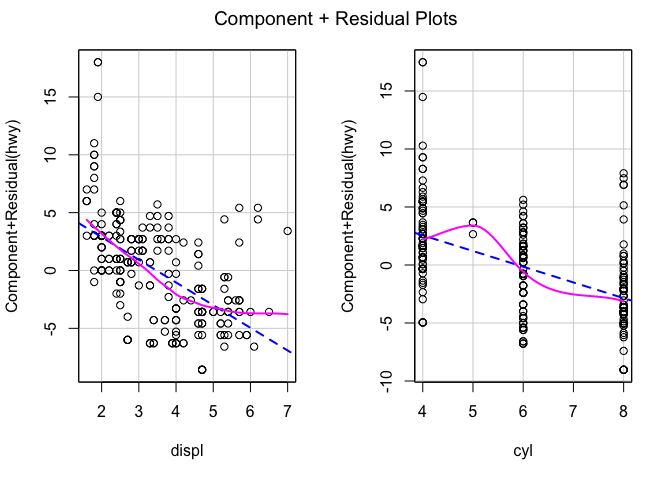 Component + Residual Plots
Component+Residual(hwy)
15
10
5
0
-5
2 3 4 5 6 7
displ
Component+Residual(hwy)
15
10
5
0
-5
-10
4 5 6 7 8
cyl